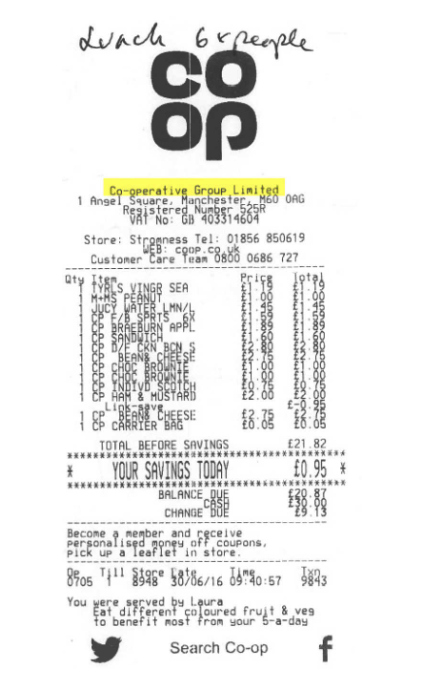 Lunch 6 x people
CO
OP
Co-operative Group Limited
1 Angel Square, Manchester, M60 0AG
Registered Number 525R
VAT No: GB 403314604
Store: Stromness Tel: 01856 850619
WEB: coop.co.uk
Customer Care Team 0800 0686 727
Qty Item Price Total
1 TYRLS VINGR SEA £1.19 £1.19
1 M+MS PEANUT £1.00 £1.00
1 JUCY WATER LMN/L £1.45 £1.45
1 CP F/B SPRTS 6X £1.59 £1.59
1 CP BRAEBURN APPL £1.89 £1.89
1 CP SANDWICH £1.60 £1.60
1 CP D/F CKN BCN S £2.80 £2.80
1 CP BEAN& CHEESE £2.75 £2.75
1 CP CHOC BROWNIE £1.00 £1.00
1 CP CHOC BROWNIE £1.00 £1.00
1 CP INDIVD SCOTCH £0.75 £0.75
1 CP HAM & MUSTARD £2.00 £2.00
Link-save £-0.95
1 CP BEAN& CHEESE £2.75 £2.75
1 CP CARRIER BAG £0.05 £0.05
TOTAL BEFORE SAVINGS £21.82
* YOUR SAVINGS TODAY £0.95 *
BALANCE DUE £20.87
CASH £30.00
CHANGE DUE £9.13
Become a member and receive
personalised money off coupons,
pick up a leaflet in store.
Op Till Store Date Time Txn
0705 1 8948 30/06/16 09:40:57 9843
You were served by Laura
Eat different coloured fruit & veg
to benefit most from your 5-a-day
Search Co-op